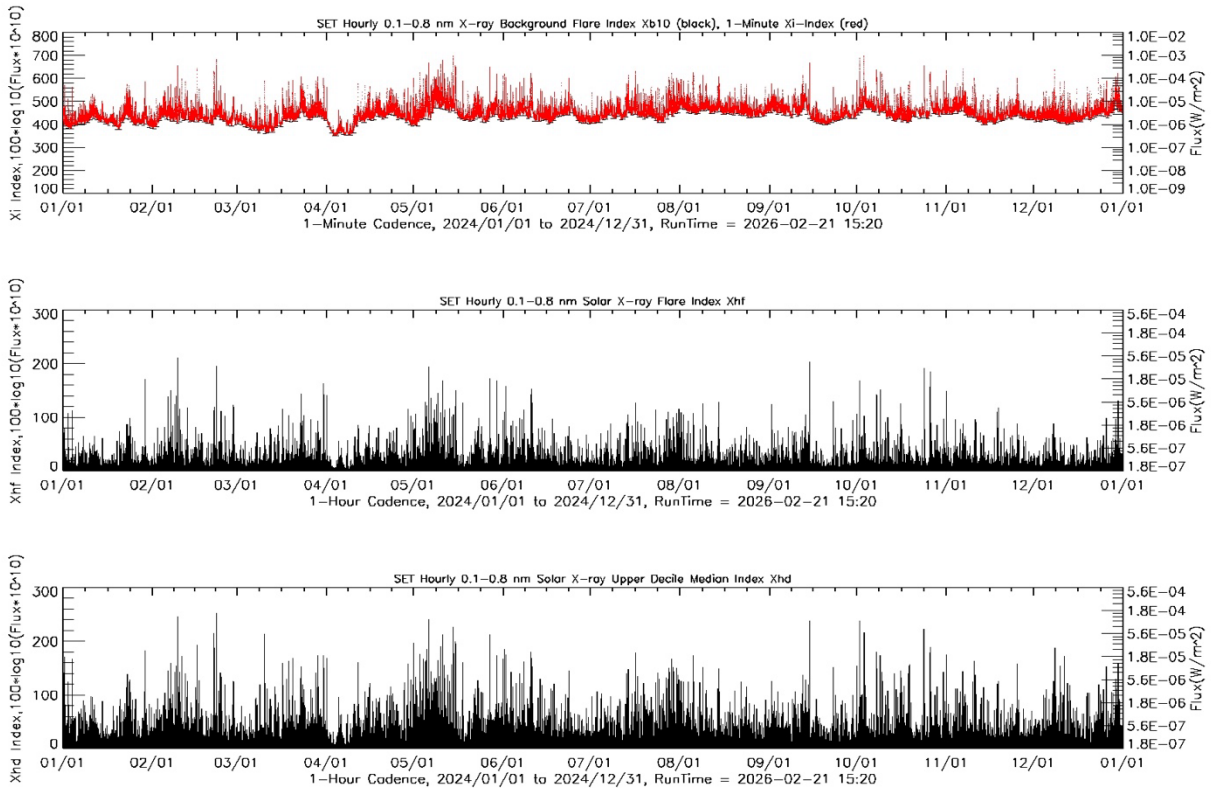 SET Hourly 0.1-0.8 nm X-ray Background Flare Index Xb10 (black), 1-Minute Xi-Index (red)
Xi Index,100*log10(Flux*10^10)
800
700
600
500
400
300
200
100
1.0E-02
1.0E-03
1.0E-04
1.0E-05
1.0E-06
1.0E-07
1.0E-08
1.0E-09
Flux(W/m^2)
01/01 02/01 03/01 04/01 05/01 06/01 07/01 08/01 09/01 10/01 11/01 12/01 01/01
1-Minute Cadence, 2024/01/01 to 2024/12/31, RunTime = 2026-02-21 15:20
SET Hourly 0.1-0.8 nm Solar X-ray Flare Index Xhf
Xhf Index,100*log10(Flux*10^10)
300
200
100
0
5.6E-04
1.8E-04
5.6E-05
1.8E-05
5.6E-06
1.8E-06
5.6E-07
1.8E-07
Flux(W/m^2)
01/01 02/01 03/01 04/01 05/01 06/01 07/01 08/01 09/01 10/01 11/01 12/01 01/01
1-Hour Cadence, 2024/01/01 to 2024/12/31, RunTime = 2026-02-21 15:20
SET Hourly 0.1-0.8 nm Solar X-ray Upper Decile Median Index Xhd
Xhd Index,100*log10(Flux*10^10)
300
200
100
0
5.6E-04
1.8E-04
5.6E-05
1.8E-05
5.6E-06
1.8E-06
5.6E-07
1.8E-07
Flux(W/m^2)
01/01 02/01 03/01 04/01 05/01 06/01 07/01 08/01 09/01 10/01 11/01 12/01 01/01
1-Hour Cadence, 2024/01/01 to 2024/12/31, RunTime = 2026-02-21 15:20